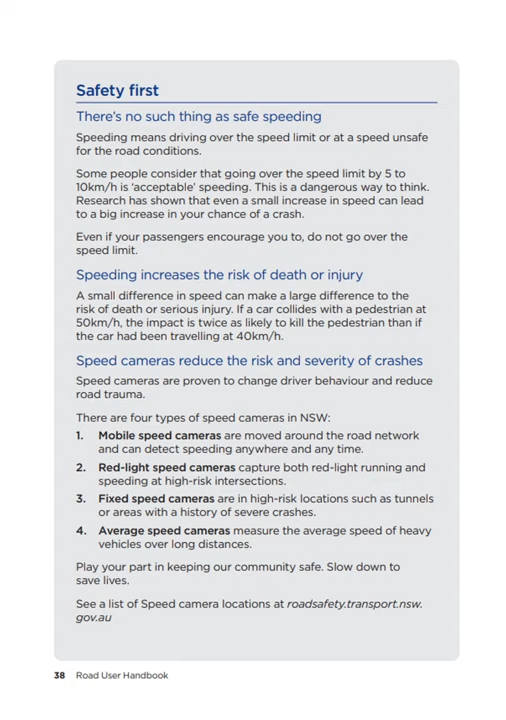 Safety first
There's no such thing as safe speeding
Speeding means driving over the speed limit or at a speed unsafe
for the road conditions.
Some people consider that going over the speed limit by 5 to
10km/h is 'acceptable' speeding. This is a dangerous way to think.
Research has shown that even a small increase in speed can lead
to a big increase in your chance of a crash.
Even if your passengers encourage you to, do not go over the
speed limit.
Speeding increases the risk of death or injury
A small difference in speed can make a large difference to the
risk of death or serious injury. If a car collides with a pedestrian at
50km/h, the impact is twice as likely to kill the pedestrian than if
the car had been travelling at 40km/h.
Speed cameras reduce the risk and severity of crashes
Speed cameras are proven to change driver behaviour and reduce
road trauma.
There are four types of speed cameras in NSW:
1. Mobile speed cameras are moved around the road network
and can detect speeding anywhere and any time.
2. Red-light speed cameras capture both red-light running and
speeding at high-risk intersections.
3. Fixed speed cameras are in high-risk locations such as tunnels
or areas with a history of severe crashes.
4. Average speed cameras measure the average speed of heavy
vehicles over long distances.
Play your part in keeping our community safe. Slow down to
save lives.
See a list of Speed camera locations at roadsafety.transport.nsw.
gov.au
38 Road User Handbook